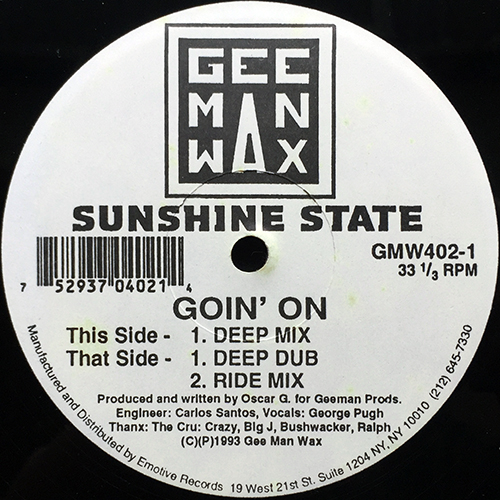 GEE
MAN
WAX
SUNSHINE STATE
GMW402-1
33 1/3 RPM
7 52937 04021 4
GOIN' ON
This Side - 1. DEEP MIX
That Side - 1. DEEP DUB
2. RIDE MIX
Produced and written by Oscar G. for Geeman Prods.
Engineer: Carlos Santos, Vocals: George Pugh
Thanx: The Cru: Crazy, Big J, Bushwacker, Ralph
(C)(P)1993 Gee Man Wax
Manufactured and Distributed by Emotive Records 19 West 21st St. Suite 1204 NY, NY 10010 (212) 645-7330